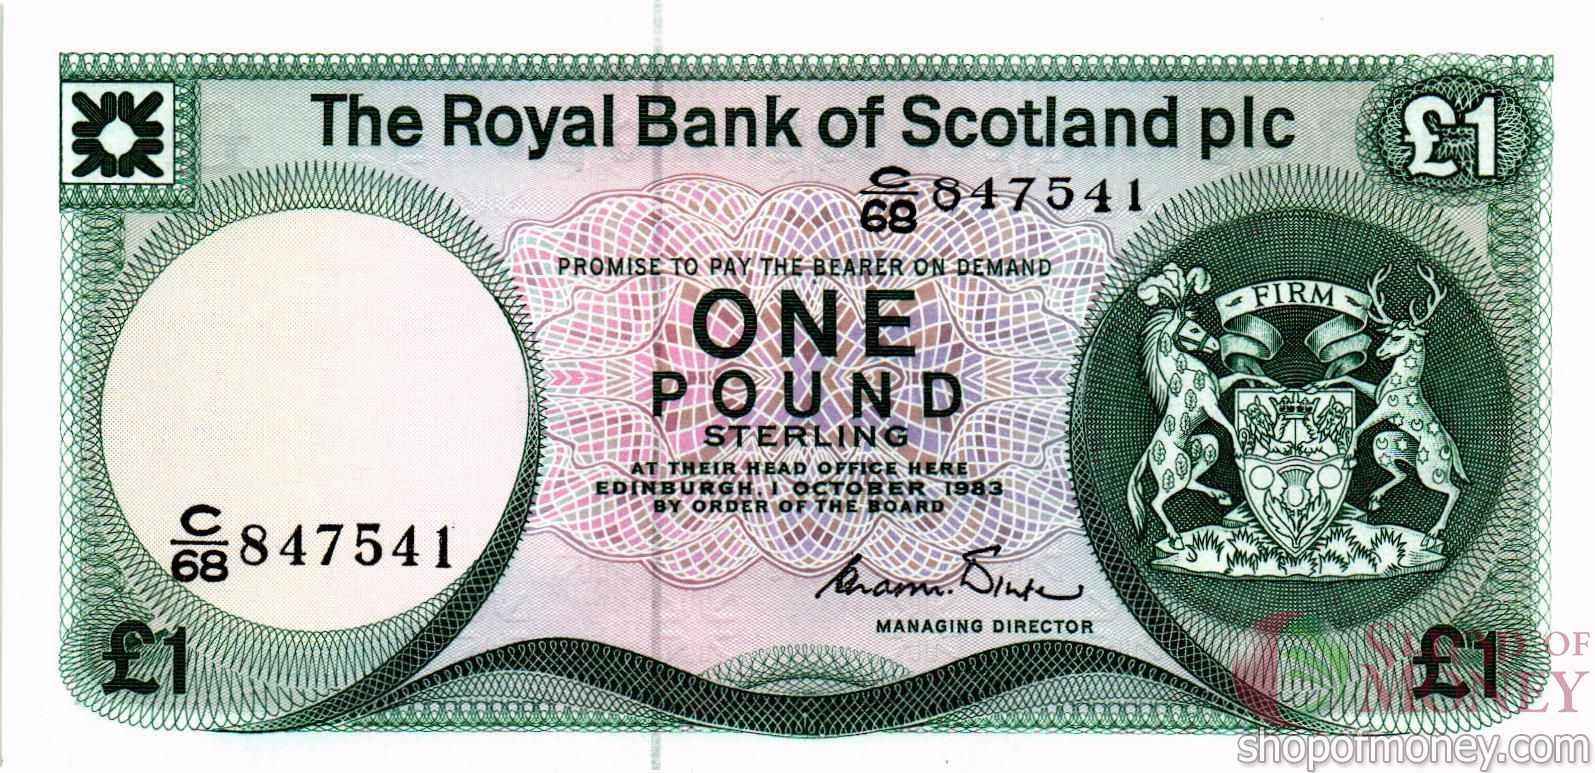 The Royal Bank of Scotland plc
£1
C/68 847541
PROMISE TO PAY THE BEARER ON DEMAND
ONE
POUND
STERLING
AT THEIR HEAD OFFICE HERE
EDINBURGH, 1 OCTOBER 1983
BY ORDER OF THE BOARD
FIRM
C/68 847541
MANAGING DIRECTOR
£1
£1
OF
MONEY
shopofmoney.com